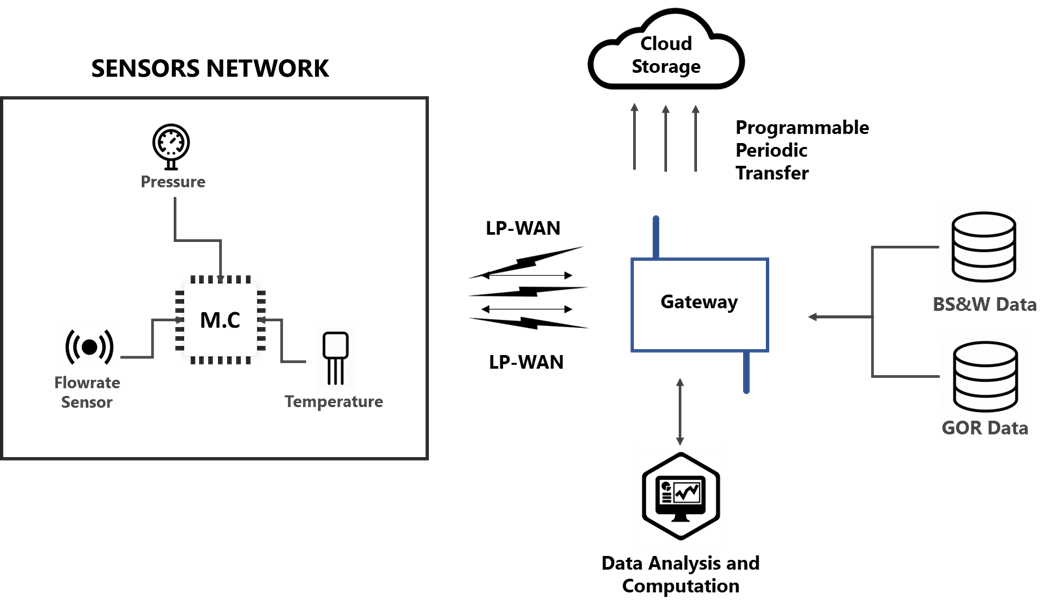 SENSORS NETWORK
Pressure
M.C
Flowrate
Sensor
Temperature
LP-WAN
LP-WAN
Cloud
Storage
Programmable
Periodic
Transfer
Gateway
BS&W Data
GOR Data
Data Analysis and
Computation